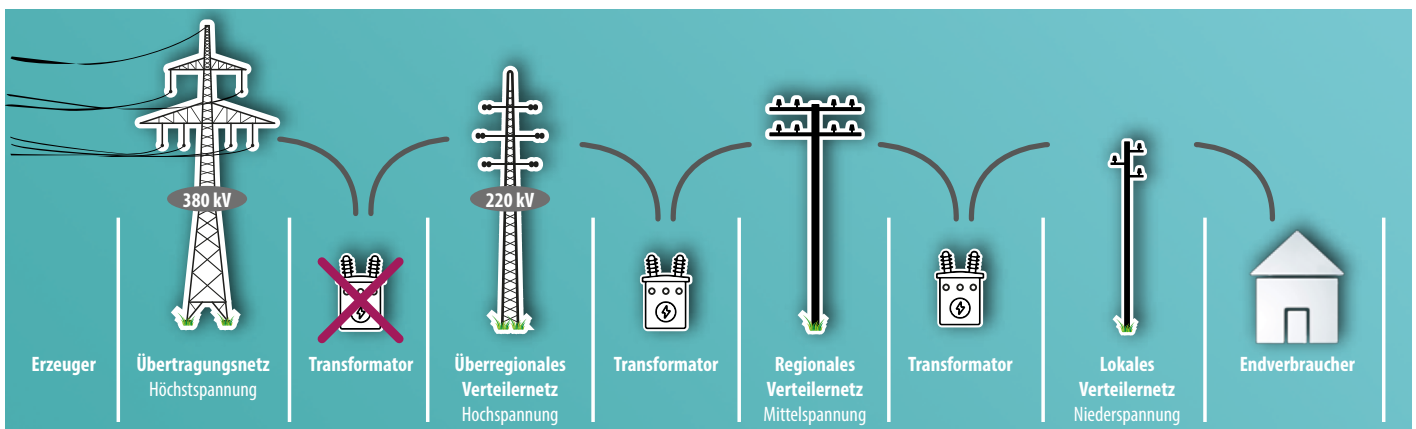 380 kV
220 kV
Erzeuger
Übertragungsnetz
Höchstspannung
Transformator
Überregionales
Verteilernetz
Hochspannung
Transformator
Regionales
Verteilernetz
Mittelspannung
Transformator
Lokales
Verteilernetz
Niederspannung
Endverbraucher